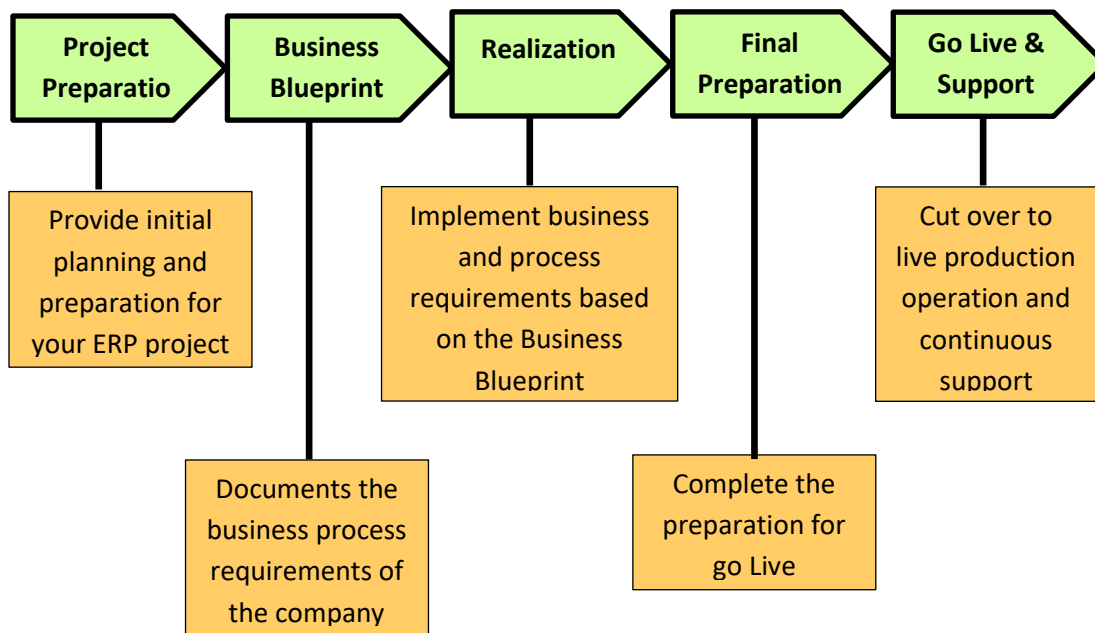 Project
Preparatio
Business
Blueprint
Realization
Final
Preparation
Go Live &
Support
Provide initial
planning and
preparation for
your ERP project
Implement business
and process
requirements based
on the Business
Blueprint
Cut over to
live production
operation and
continuous
support
Documents the
business process
requirements of
the company
Complete the
preparation for
go Live